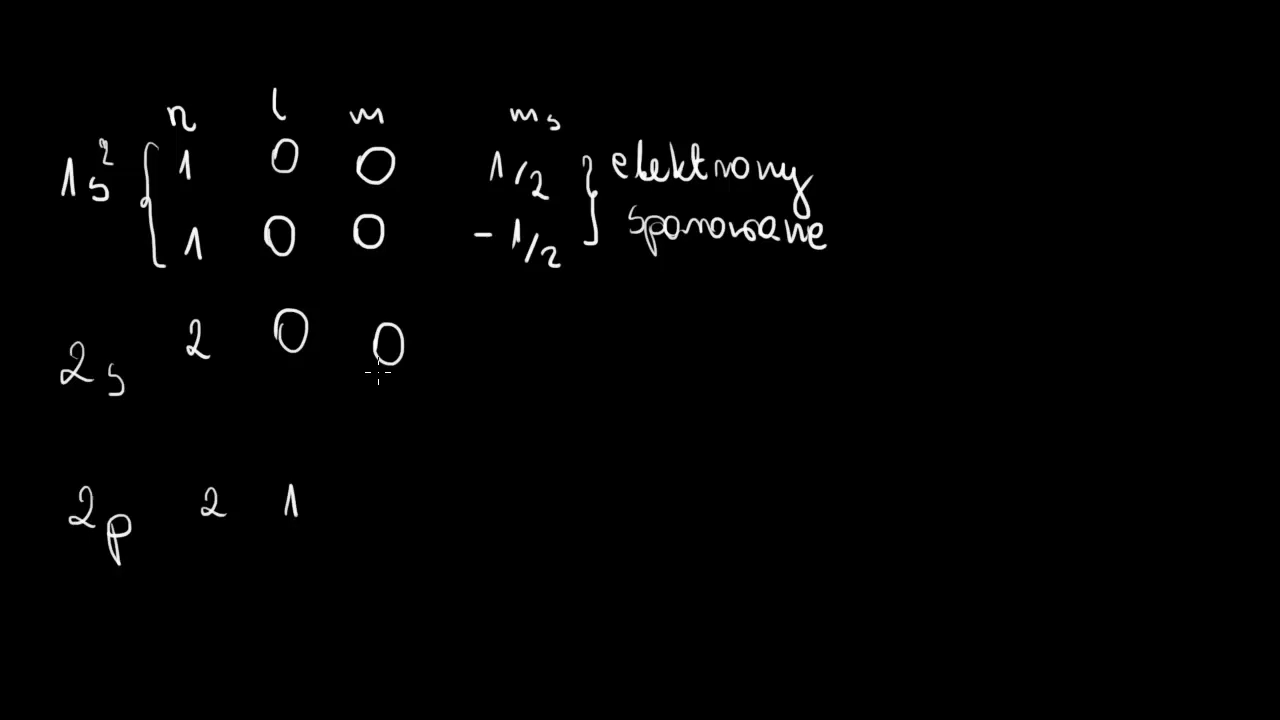 n l m ms
1s² { 1 0 0 1/2 } elektrony
1 0 0 - 1/2 sparowane
2s 2 0 0
2p 2 1